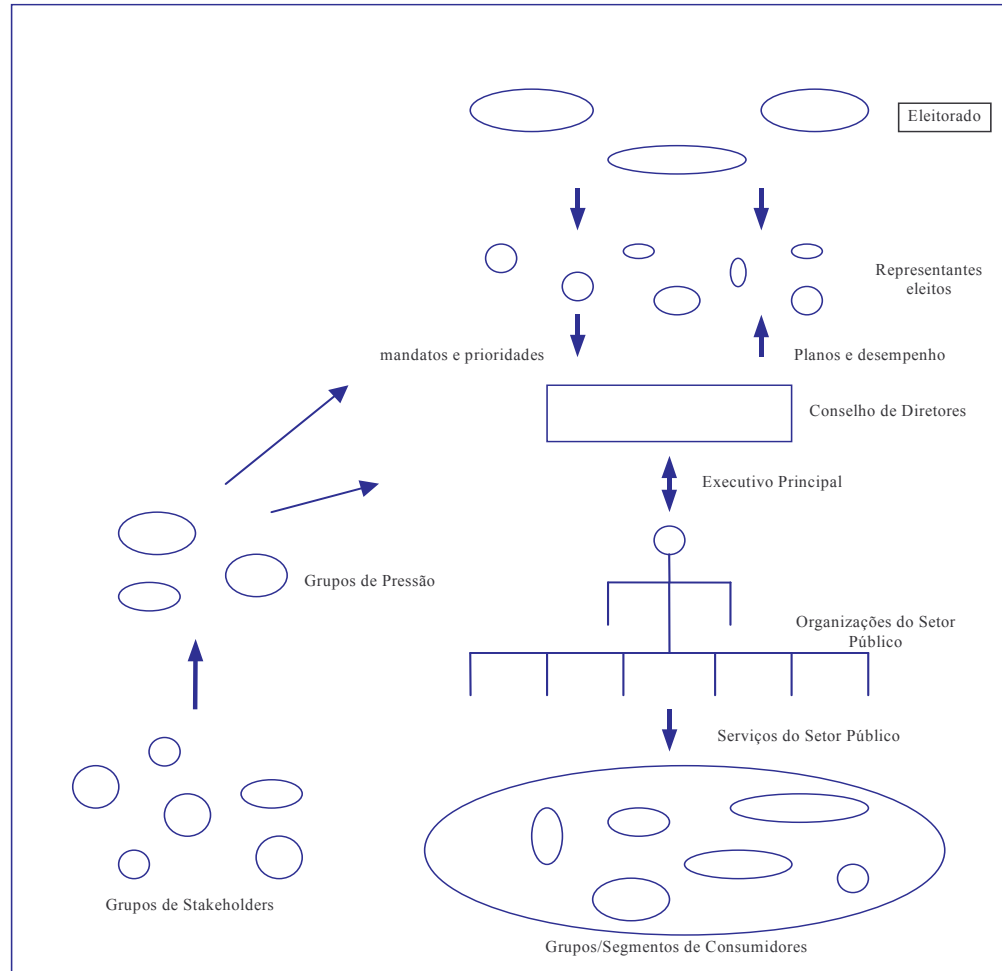 Eleitorado
Representantes
eleitos
mandatos e prioridades
Planos e desempenho
Conselho de Diretores
Executivo Principal
Grupos de Pressão
Organizações do Setor
Público
Serviços do Setor Público
Grupos de Stakeholders
Grupos/Segmentos de Consumidores